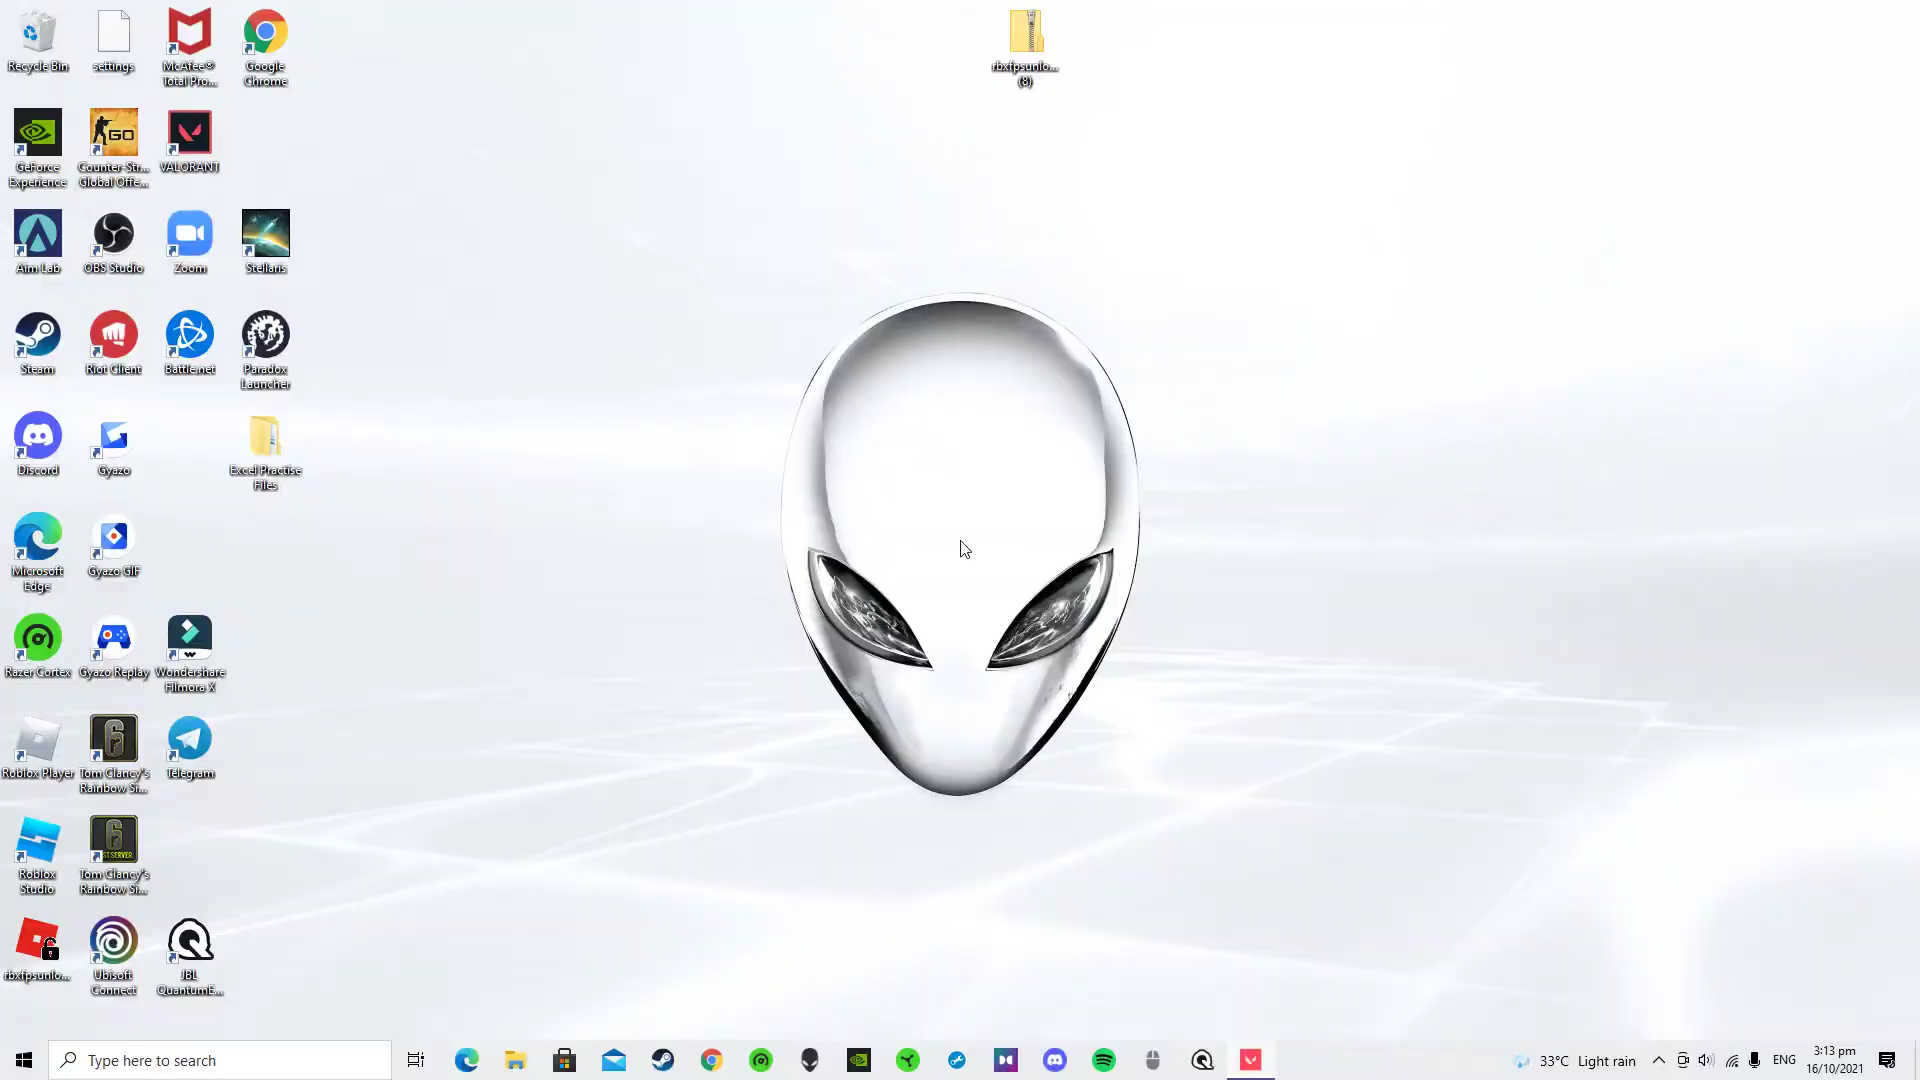 Recycle Bin
settings
McAfee®
Total Pro...
Google
Chrome
rbxfpsunlo...
(8)
GeForce
Experience
GO
Counter-Str...
Global Offe...
VALORANT
Aim Lab
OBS Studio
Zoom
Stellaris
Steam
Riot Client
Battle.net
Paradox
Launcher
Discord
Gyazo
Excel Practise
Files
Microsoft
Edge
Gyazo GIF
Razer Cortex
Gyazo Replay
Wondershare
Filmora X
Roblox Player
Tom Clancy's
Rainbow Si...
Telegram
Roblox
Studio
Tom Clancy's
Rainbow Si...
rbxfpsunlo...
Ubisoft
Connect
JBL
QuantumE...
Type here to search
33°C Light rain
ENG
3:13 pm
16/10/2021